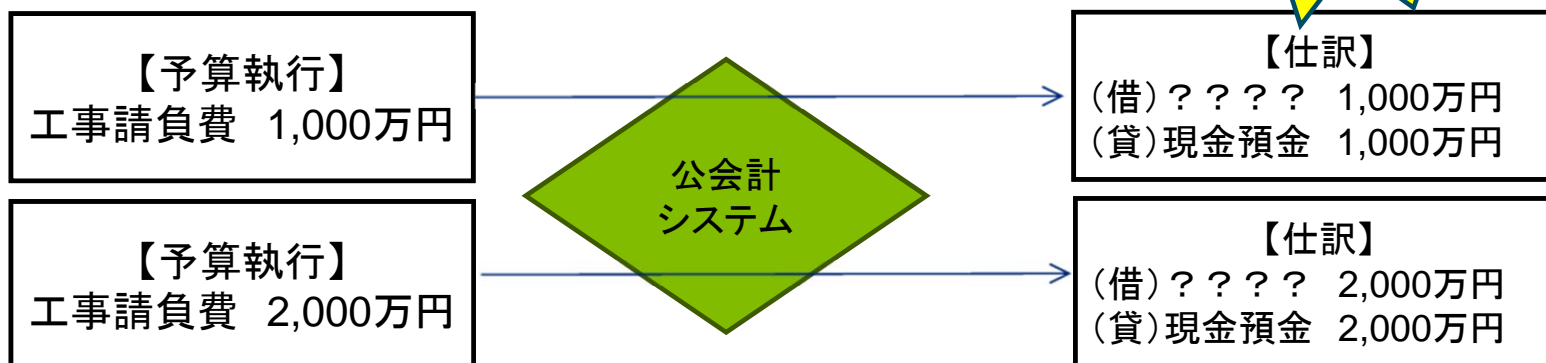 【予算執行】
工事請負費 1,000万円
公会計
システム
【仕訳】
(借)???? 1,000万円
(貸)現金預金 1,000万円
【予算執行】
工事請負費 2,000万円
【仕訳】
(借)???? 2,000万円
(貸)現金預金 2,000万円